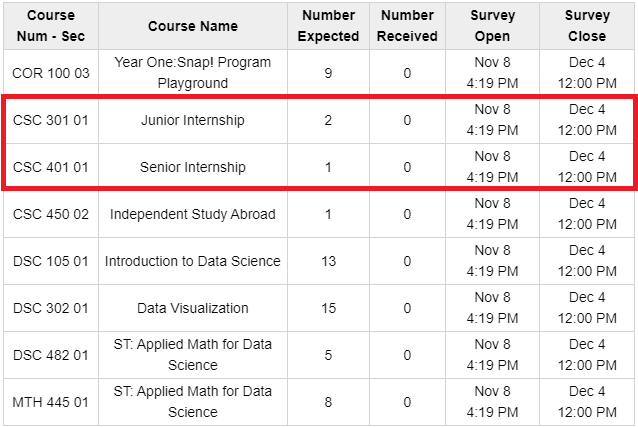 Course Num - Sec | Course Name | Number Expected | Number Received | Survey Open | Survey Close
COR 100 03 | Year One:Snap! Program Playground | 9 | 0 | Nov 8 4:19 PM | Dec 4 12:00 PM
CSC 301 01 | Junior Internship | 2 | 0 | Nov 8 4:19 PM | Dec 4 12:00 PM
CSC 401 01 | Senior Internship | 1 | 0 | Nov 8 4:19 PM | Dec 4 12:00 PM
CSC 450 02 | Independent Study Abroad | 1 | 0 | Nov 8 4:19 PM | Dec 4 12:00 PM
DSC 105 01 | Introduction to Data Science | 13 | 0 | Nov 8 4:19 PM | Dec 4 12:00 PM
DSC 302 01 | Data Visualization | 15 | 0 | Nov 8 4:19 PM | Dec 4 12:00 PM
DSC 482 01 | ST: Applied Math for Data Science | 5 | 0 | Nov 8 4:19 PM | Dec 4 12:00 PM
MTH 445 01 | ST: Applied Math for Data Science | 8 | 0 | Nov 8 4:19 PM | Dec 4 12:00 PM